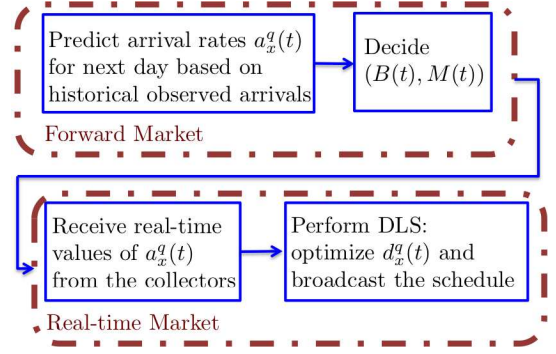 Predict arrival rates $a_x^q(t)$
for next day based on
historical observed arrivals
Decide
$(B(t), M(t))$
Forward Market
Receive real-time
values of $a_x^q(t)$
from the collectors
Perform DLS:
optimize $d_x^q(t)$ and
broadcast the schedule
Real-time Market